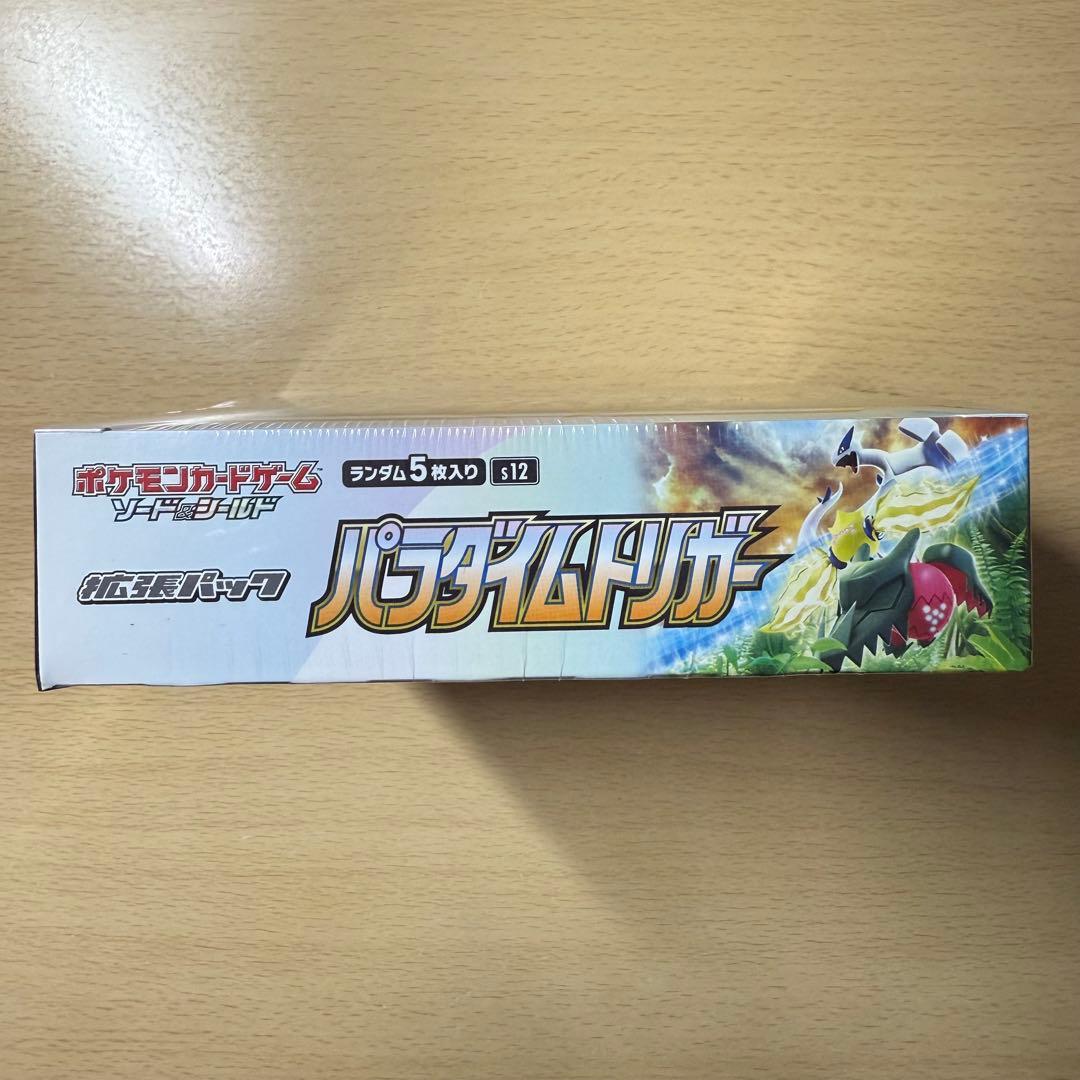 ポケモンカードゲーム
ソード&シールド
ランダム5枚入り s12
拡張パック
パラダイムトリガー